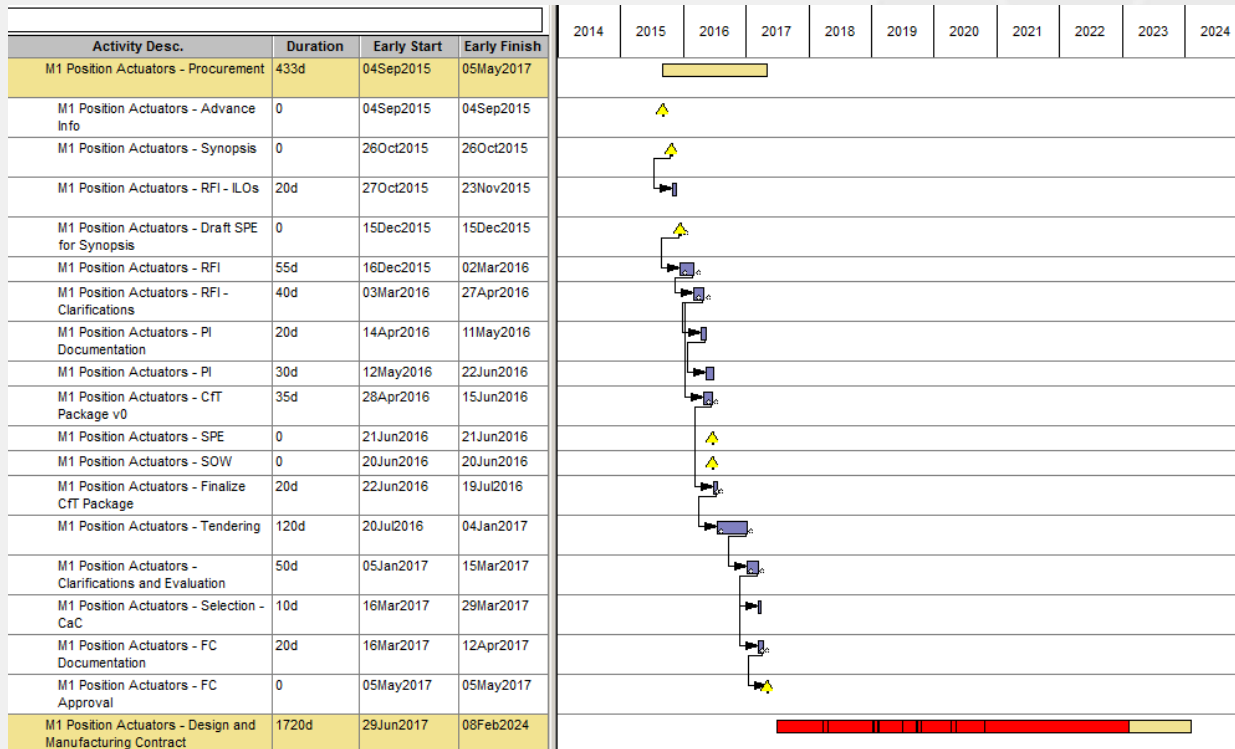 2014 2015 2016 2017 2018 2019 2020 2021 2022 2023 2024
Activity Desc. Duration Early Start Early Finish
M1 Position Actuators - Procurement 433d 04Sep2015 05May2017
M1 Position Actuators - Advance 0 04Sep2015 04Sep2015
Info
M1 Position Actuators - Synopsis 0 26Oct2015 26Oct2015
M1 Position Actuators - RFI - ILOs 20d 27Oct2015 23Nov2015
M1 Position Actuators - Draft SPE 0 15Dec2015 15Dec2015
for Synopsis
M1 Position Actuators - RFI 55d 16Dec2015 02Mar2016
M1 Position Actuators - RFI - 40d 03Mar2016 27Apr2016
Clarifications
M1 Position Actuators - PI 20d 14Apr2016 11May2016
Documentation
M1 Position Actuators - PI 30d 12May2016 22Jun2016
M1 Position Actuators - CfT 35d 28Apr2016 15Jun2016
Package v0
M1 Position Actuators - SPE 0 21Jun2016 21Jun2016
M1 Position Actuators - SOW 0 20Jun2016 20Jun2016
M1 Position Actuators - Finalize 20d 22Jun2016 19Jul2016
CfT Package
M1 Position Actuators - Tendering 120d 20Jul2016 04Jan2017
M1 Position Actuators - 50d 05Jan2017 15Mar2017
Clarifications and Evaluation
M1 Position Actuators - Selection - 10d 16Mar2017 29Mar2017
CaC
M1 Position Actuators - FC 20d 16Mar2017 12Apr2017
Documentation
M1 Position Actuators - FC 0 05May2017 05May2017
Approval
M1 Position Actuators - Design and 1720d 29Jun2017 08Feb2024
Manufacturing Contract